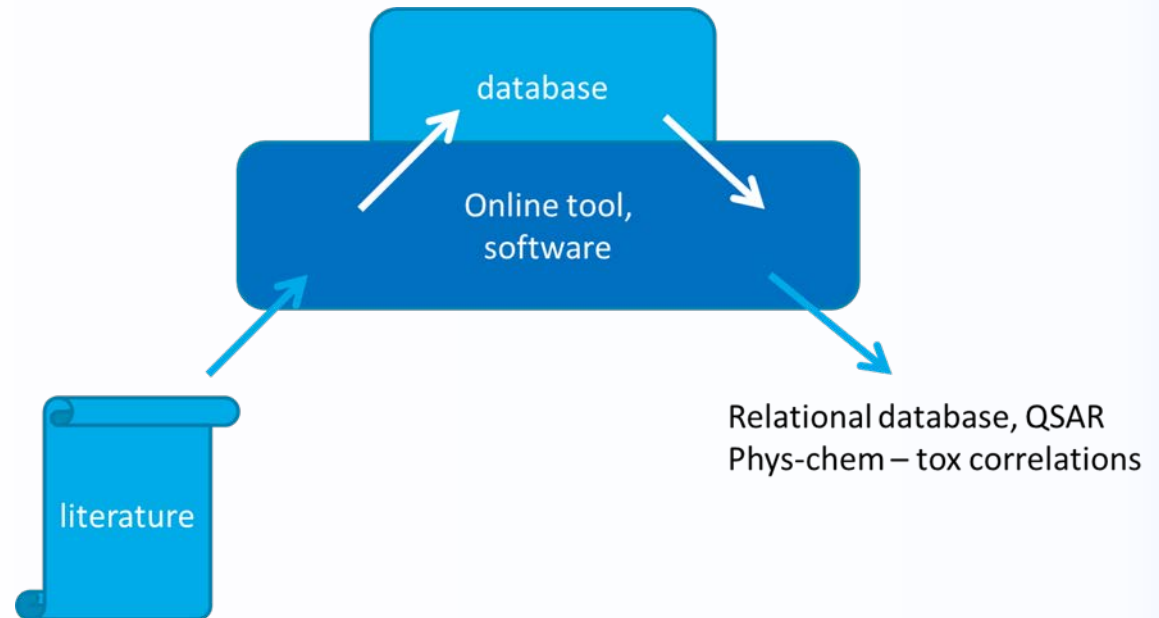 database
Online tool,
software
literature
Relational database, QSAR
Phys-chem – tox correlations